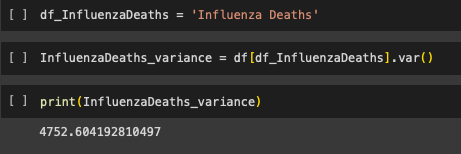 [ ] df_InfluenzaDeaths = 'Influenza Deaths'
[ ] InfluenzaDeaths_variance = df[df_InfluenzaDeaths].var()
[ ] print(InfluenzaDeaths_variance)
4752.604192810497